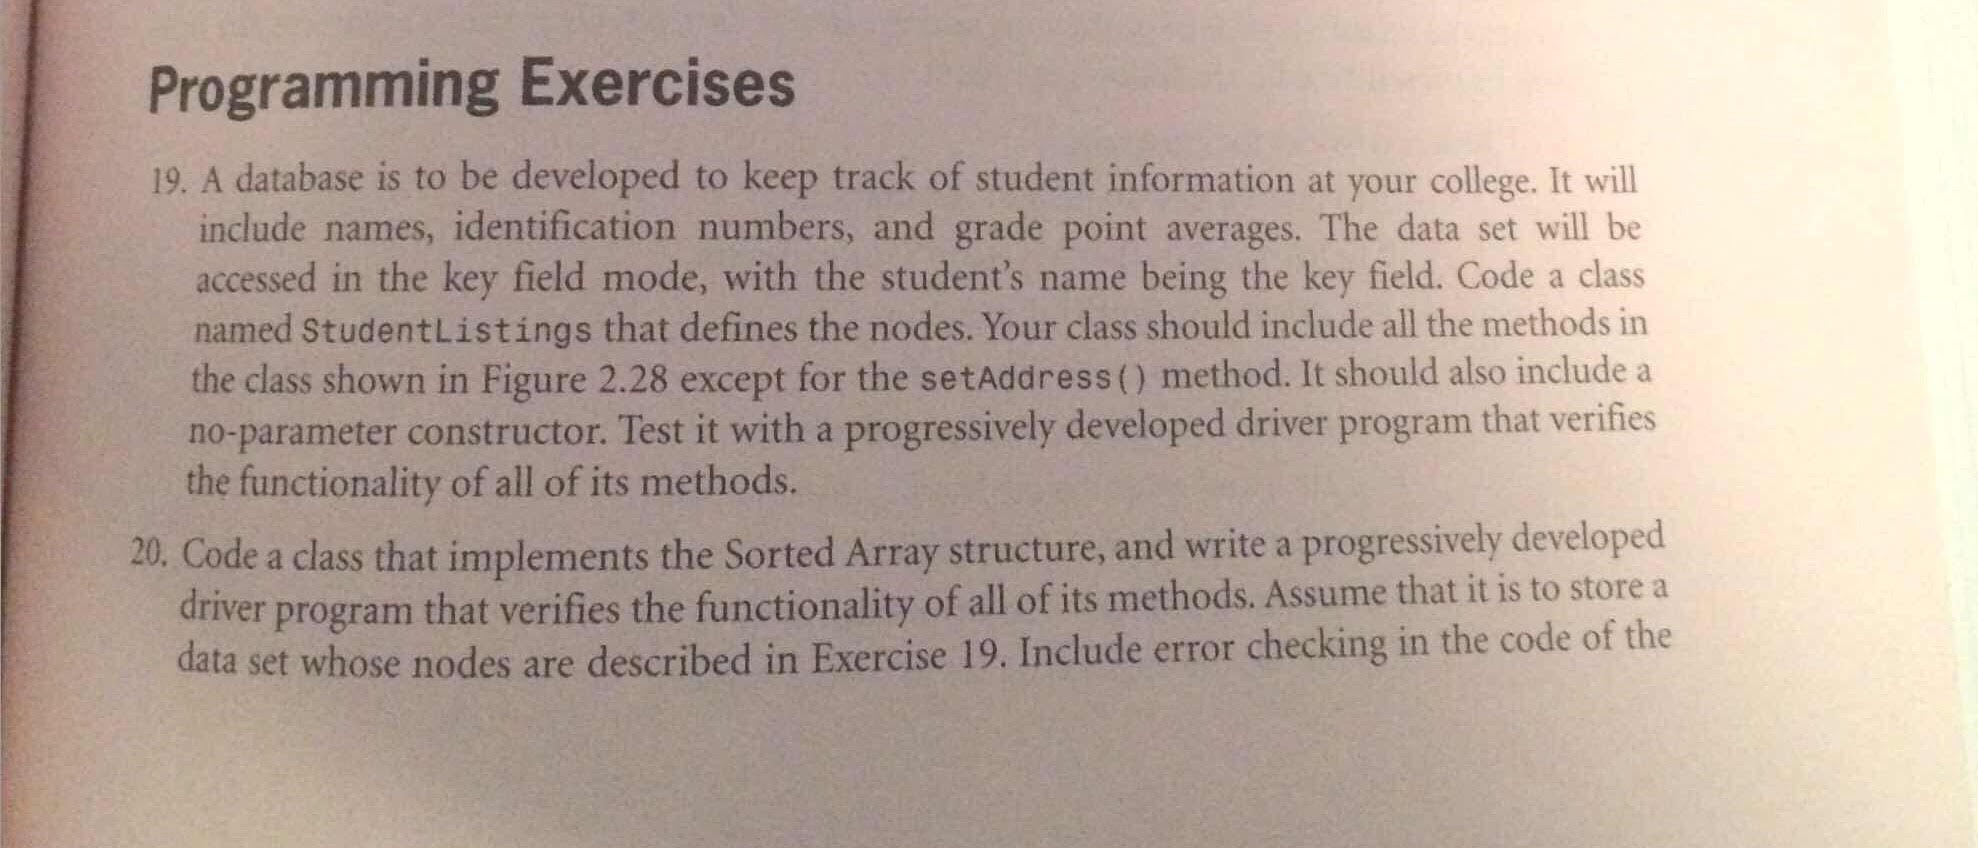 Programming Exercises
19. A database is to be developed to keep track of student information at your college. It will
include names, identification numbers, and grade point averages. The data set will be
accessed in the key field mode, with the student's name being the key field. Code a class
named StudentListings that defines the nodes. Your class should include all the methods in
the class shown in Figure 2.28 except for the setAddress() method. It should also include a
no-parameter constructor. Test it with a progressively developed driver program that verifies
the functionality of all of its methods.
20. Code a class that implements the Sorted Array structure, and write a progressively developed
driver program that verifies the functionality of all of its methods. Assume that it is to store a
data set whose nodes are described in Exercise 19. Include error checking in the code of the